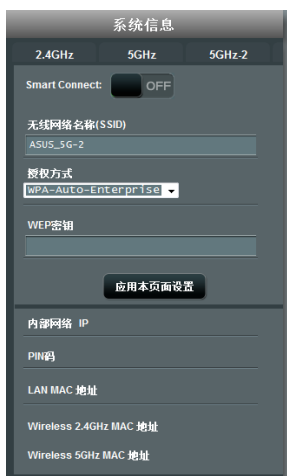 系统信息
2.4GHz 5GHz 5GHz-2
Smart Connect: OFF
无线网络名称(SSID)
ASUS_5G-2
授权方式
WPA-Auto-Enterprise
WEP密钥
应用本页面设置
内部网络 IP
PIN码
LAN MAC 地址
Wireless 2.4GHz MAC 地址
Wireless 5GHz MAC 地址